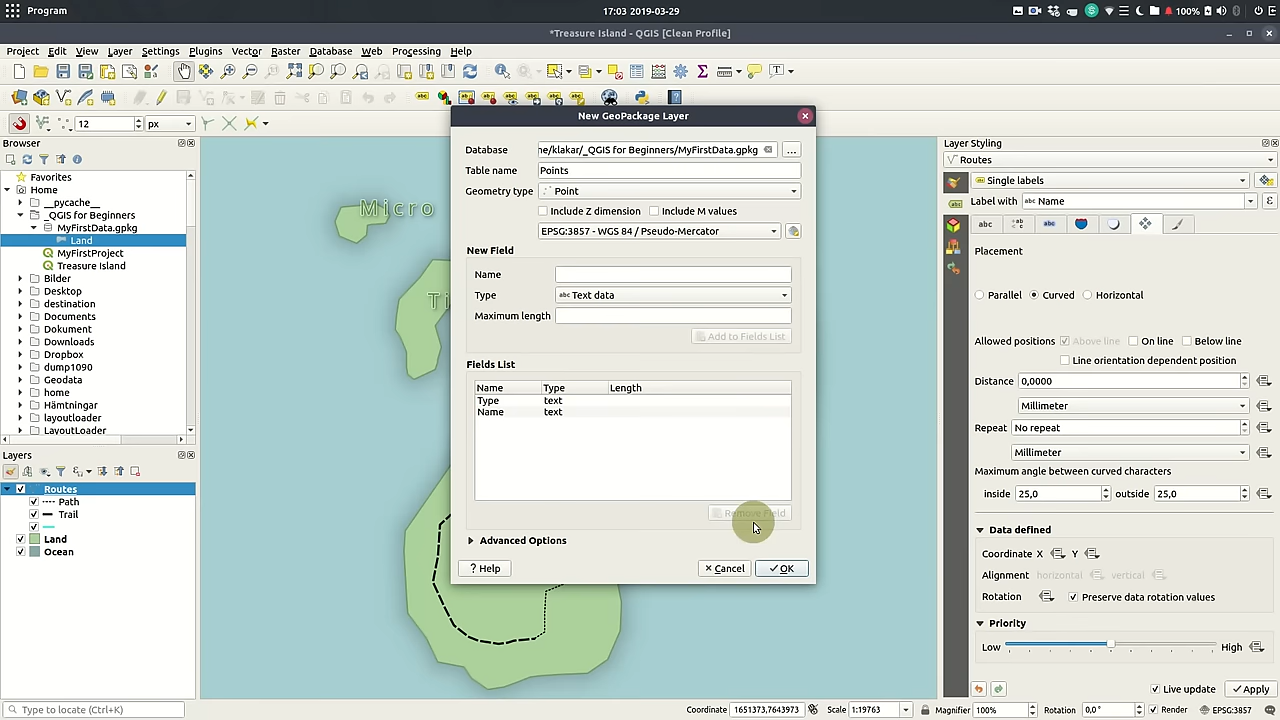 Program
17:03 2019-03-29
100%
*Treasure Island - QGIS [Clean Profile]
Project Edit View Layer Settings Plugins Vector Raster Database Web Processing Help
12 px
Browser
Favorites
Home
__pycache__
_QGIS for Beginners
MyFirstData.gpkg
Land
MyFirstProject
Treasure Island
Bilder
Desktop
destination
Documents
Dokument
Downloads
Dropbox
dump1090
Geodata
home
Hämtningar
layoutloader
LayoutLoader
Layers
Routes
Path
Trail
Land
Ocean
Micro
Ti
New GeoPackage Layer
Database ne/klakar/_QGIS for Beginners/MyFirstData.gpkg ...
Table name Points
Geometry type Point
Include Z dimension Include M values
EPSG:3857 - WGS 84 / Pseudo-Mercator
New Field
Name
Type abc Text data
Maximum length
Add to Fields List
Fields List
Name Type Length
Type text
Name text
Remove Field
Advanced Options
? Help Cancel OK
Layer Styling
Routes
abc Single labels
Label with abc Name ε
abc abc
Placement
Parallel Curved Horizontal
Allowed positions Above line On line Below line
Line orientation dependent position
Distance 0,0000
Millimeter
Repeat No repeat
Millimeter
Maximum angle between curved characters
inside 25,0 outside 25,0
Data defined
Coordinate X Y
Alignment horizontal vertical
Rotation Preserve data rotation values
Priority
Low High
Live update Apply
Type to locate (Ctrl+K)
Coordinate 1651373,7643973 Scale 1:19763 Magnifier 100% Rotation 0,0° Render EPSG:3857